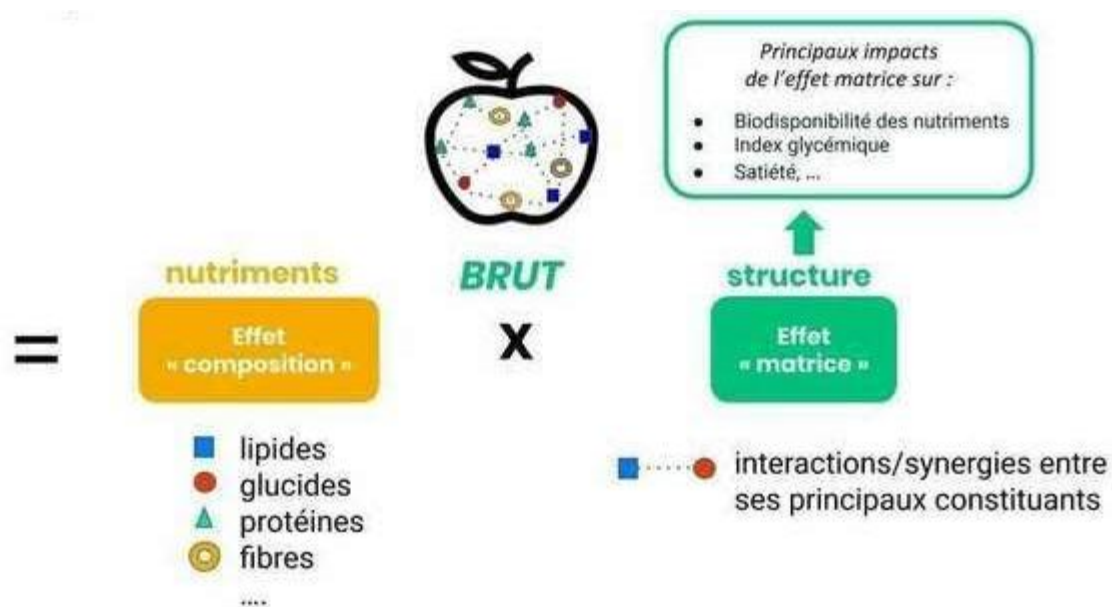 Principaux impacts
de l'effet matrice sur :
● Biodisponibilité des nutriments
● Index glycémique
● Satiété, ...
nutriments
BRUT
structure
=
Effet
« composition »
x
Effet
« matrice »
lipides
glucides
protéines
fibres
....
interactions/synergies entre
ses principaux constituants